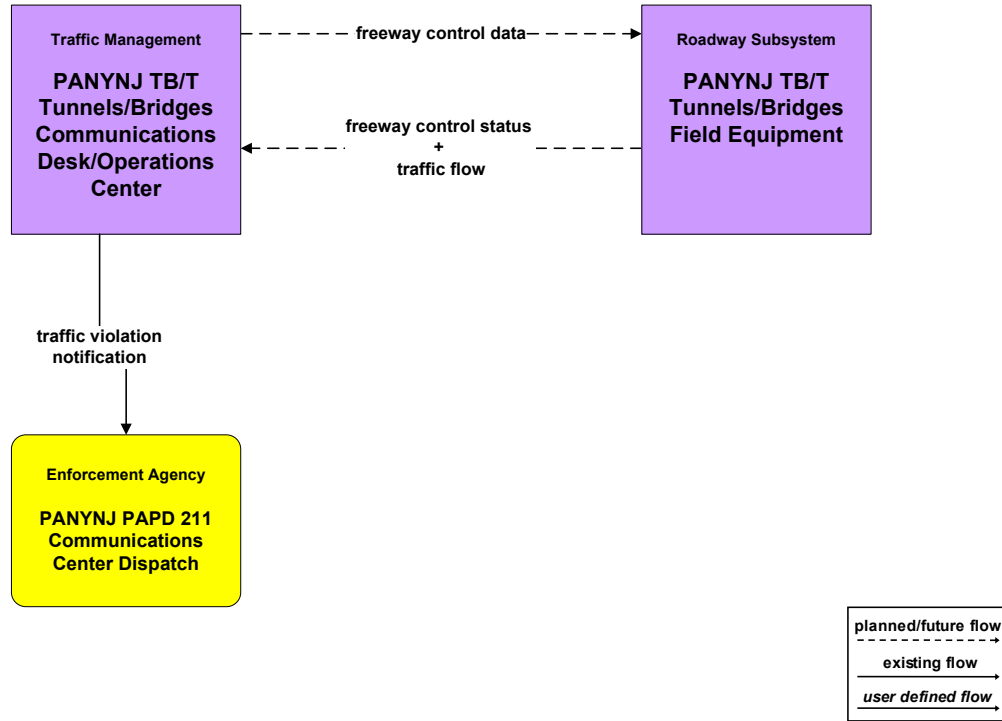 Traffic Management
PANYNJ TB/T
Tunnels/Bridges
Communications
Desk/Operations
Center
freeway control data
Roadway Subsystem
PANYNJ TB/T
Tunnels/Bridges
Field Equipment
freeway control status
+
traffic flow
traffic violation
notification
Enforcement Agency
PANYNJ PAPD 211
Communications
Center Dispatch
planned/future flow
existing flow
user defined flow